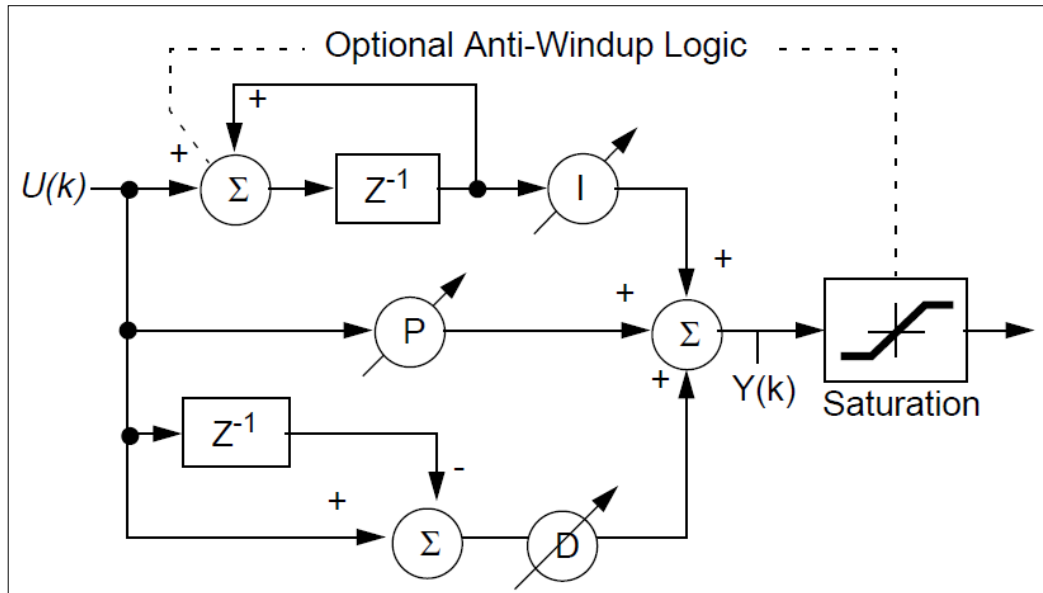 Optional Anti-Windup Logic
+
+
U(k)
Σ
Z-1
I
+
+
P
Σ
Y(k)
+
Saturation
Z-1
-
+
Σ
D